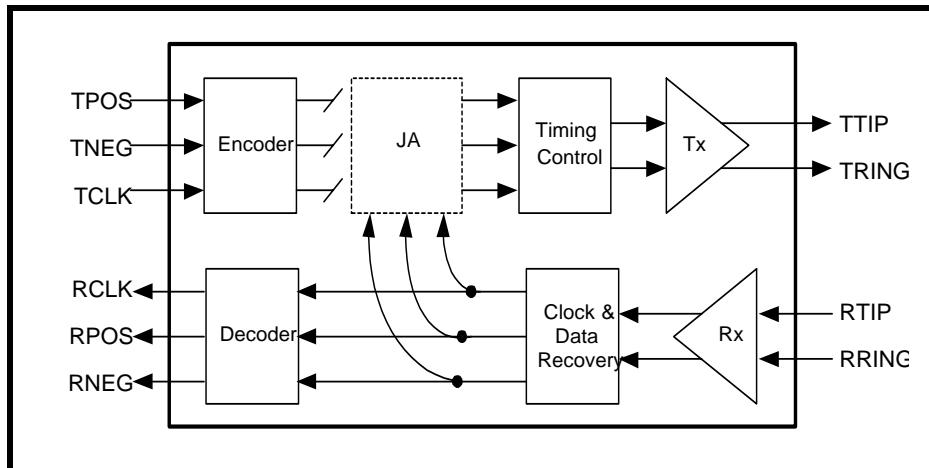 TPOS
TNEG
TCLK
Encoder
JA
Timing
Control
Tx
TTIP
TRING
RCLK
RPOS
RNEG
Decoder
Clock &
Data
Recovery
Rx
RTIP
RRING